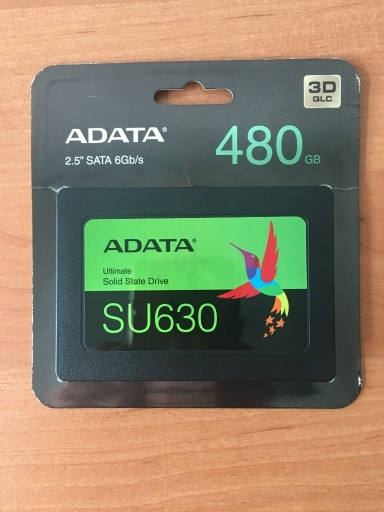 3D
QLC
ADATA®
2.5" SATA 6Gb/s
480 GB
ADATA®
Ultimate
Solid State Drive
SU630